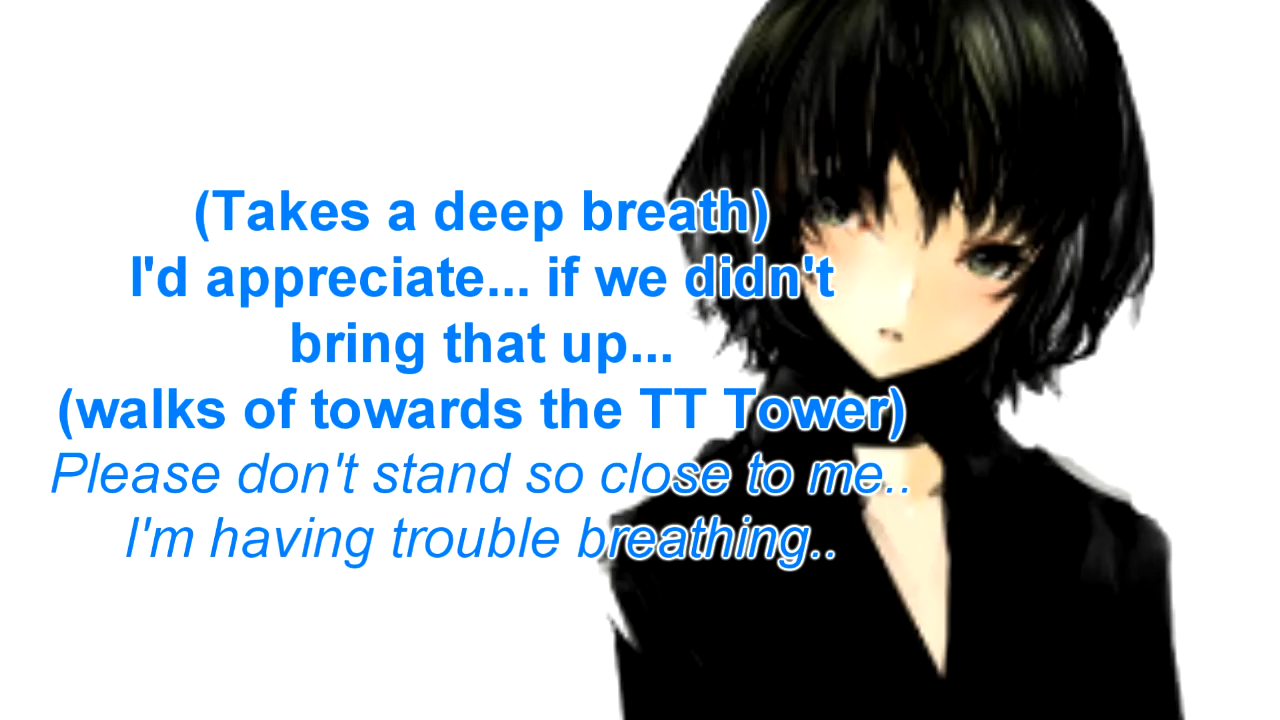 (Takes a deep breath)
I'd appreciate... if we didn't
bring that up...
(walks of towards the TT Tower)
Please don't stand so close to me..
I'm having trouble breathing..